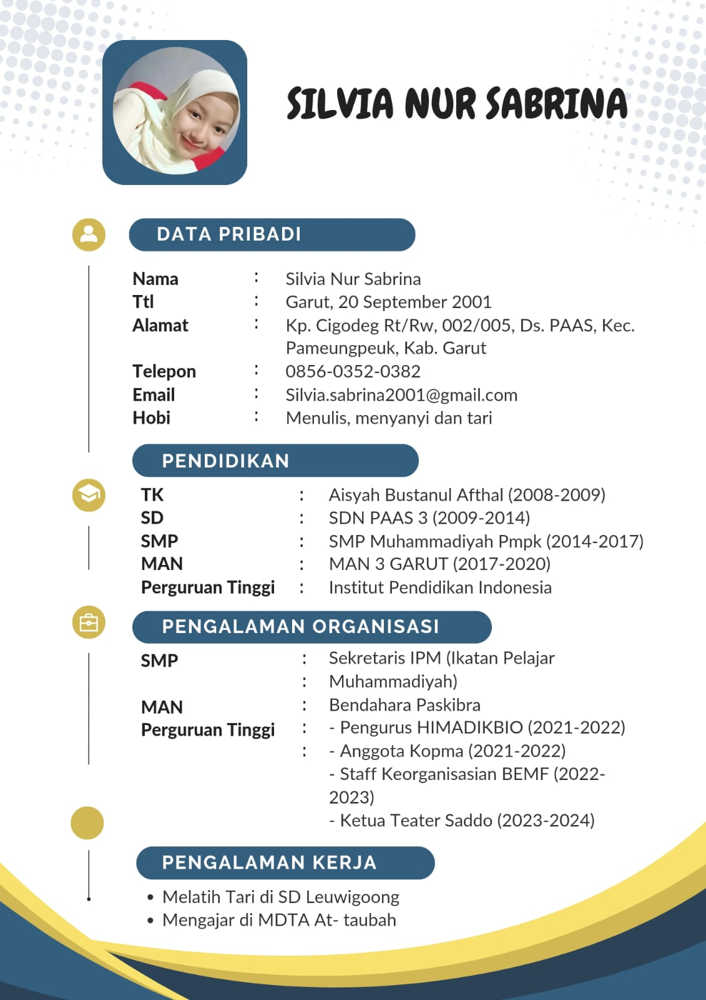 SILVIA NUR SABRINA
DATA PRIBADI
Nama : Silvia Nur Sabrina
Ttl : Garut, 20 September 2001
Alamat : Kp. Cigodeg Rt/Rw, 002/005, Ds. PAAS, Kec.
Pameungpeuk, Kab. Garut
Telepon : 0856-0352-0382
Email : Silvia.sabrina2001@gmail.com
Hobi : Menulis, menyanyi dan tari
PENDIDIKAN
TK : Aisyah Bustanul Afthal (2008-2009)
SD : SDN PAAS 3 (2009-2014)
SMP : SMP Muhammadiyah Pmpk (2014-2017)
MAN : MAN 3 GARUT (2017-2020)
Perguruan Tinggi : Institut Pendidikan Indonesia
PENGALAMAN ORGANISASI
SMP : Sekretaris IPM (Ikatan Pelajar
: Muhammadiyah)
MAN : Bendahara Paskibra
Perguruan Tinggi : - Pengurus HIMADIKBIO (2021-2022)
: - Anggota Kopma (2021-2022)
- Staff Keorganisasian BEMF (2022-
2023)
- Ketua Teater Saddo (2023-2024)
PENGALAMAN KERJA
• Melatih Tari di SD Leuwigoong
• Mengajar di MDTA At- taubah